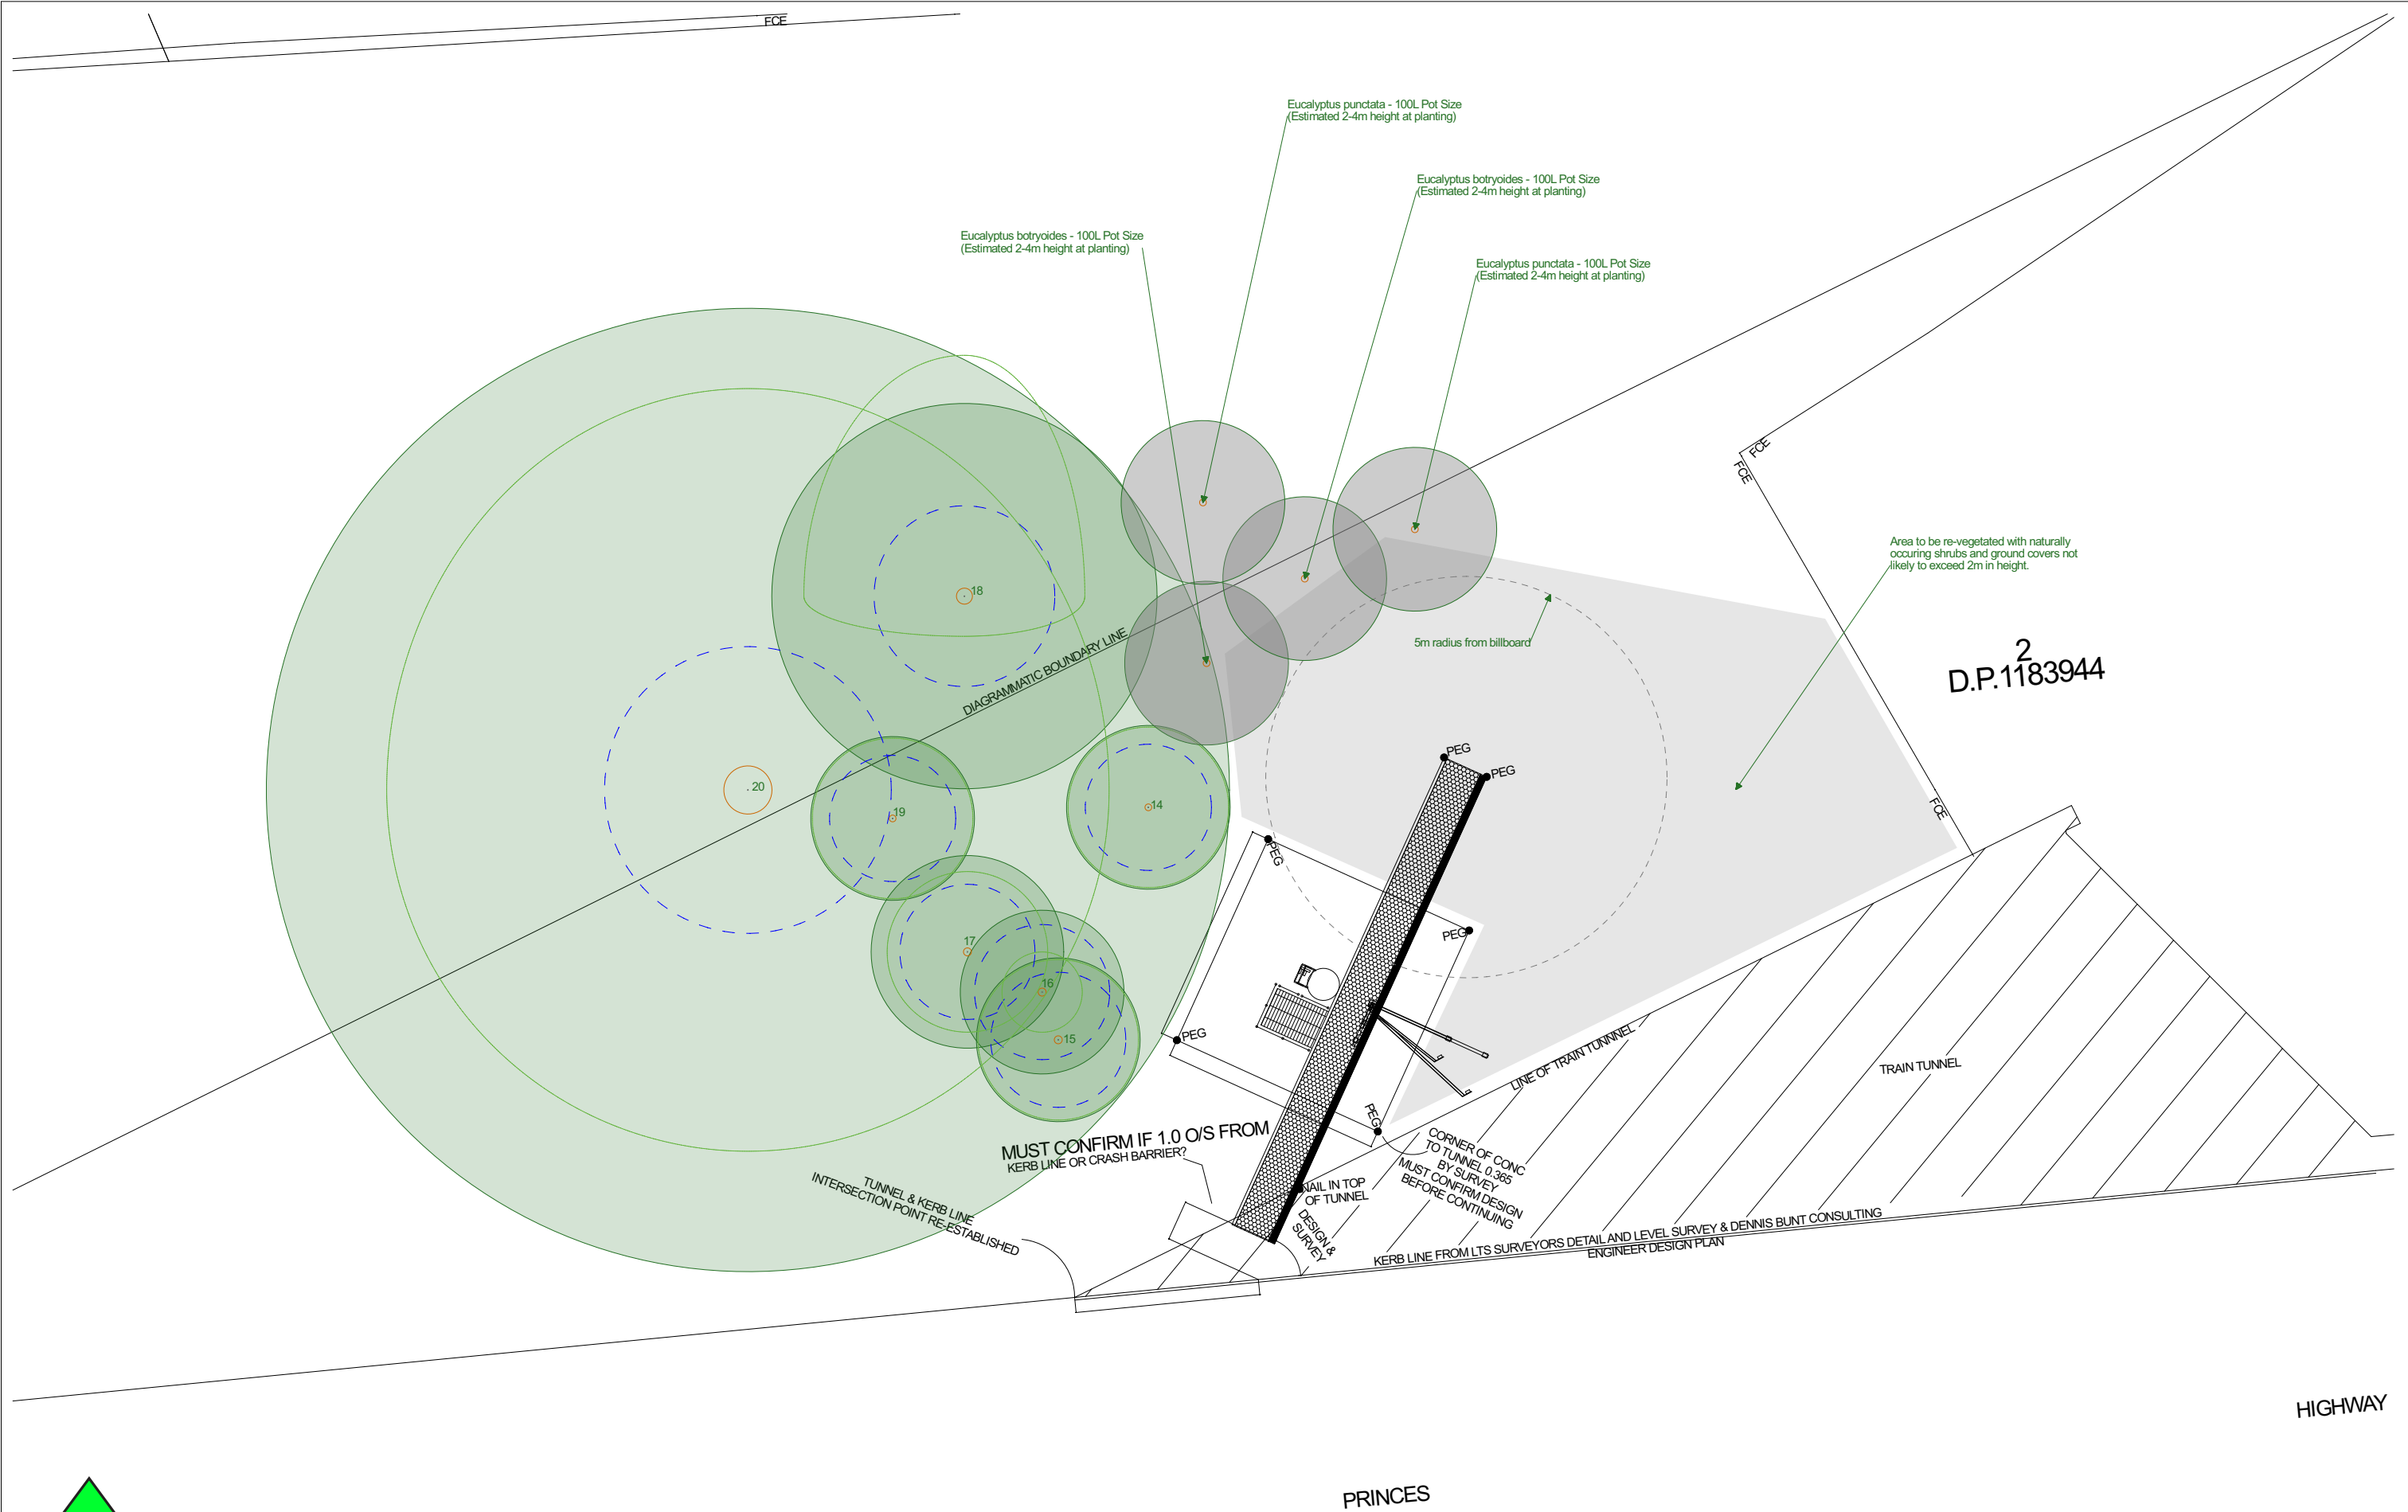 FCE
Eucalyptus punctata - 100L Pot Size
(Estimated 2-4m height at planting)
Eucalyptus botryoides - 100L Pot Size
(Estimated 2-4m height at planting)
Eucalyptus botryoides - 100L Pot Size
(Estimated 2-4m height at planting)
Eucalyptus punctata - 100L Pot Size
(Estimated 2-4m height at planting)
FCE
FCE
Area to be re-vegetated with naturally
occuring shrubs and ground covers not
likely to exceed 2m in height.
18
DIAGRAMMATIC BOUNDARY LINE
5m radius from billboard
2
D.P.1183944
PEG
PEG
20
19
14
FCE
PEG
PEG
17
16
15
PEG
LINE OF TRAIN TUNNNEL
TRAIN TUNNEL
PEG
MUST CONFIRM IF 1.0 O/S FROM
KERB LINE OR CRASH BARRIER?
CORNER OF CONC
TO TUNNEL 0.365
BY SURVEY
MUST CONFIRM DESIGN
BEFORE CONTINUING
TUNNEL & KERB LINE
INTERSECTION POINT RE-ESTABLISHED
NAIL IN TOP
OF TUNNEL
DESIGN &
SURVEY
KERB LINE FROM LTS SURVEYORS DETAIL AND LEVEL SURVEY & DENNIS BUNT CONSULTING
ENGINEER DESIGN PLAN
HIGHWAY
PRINCES